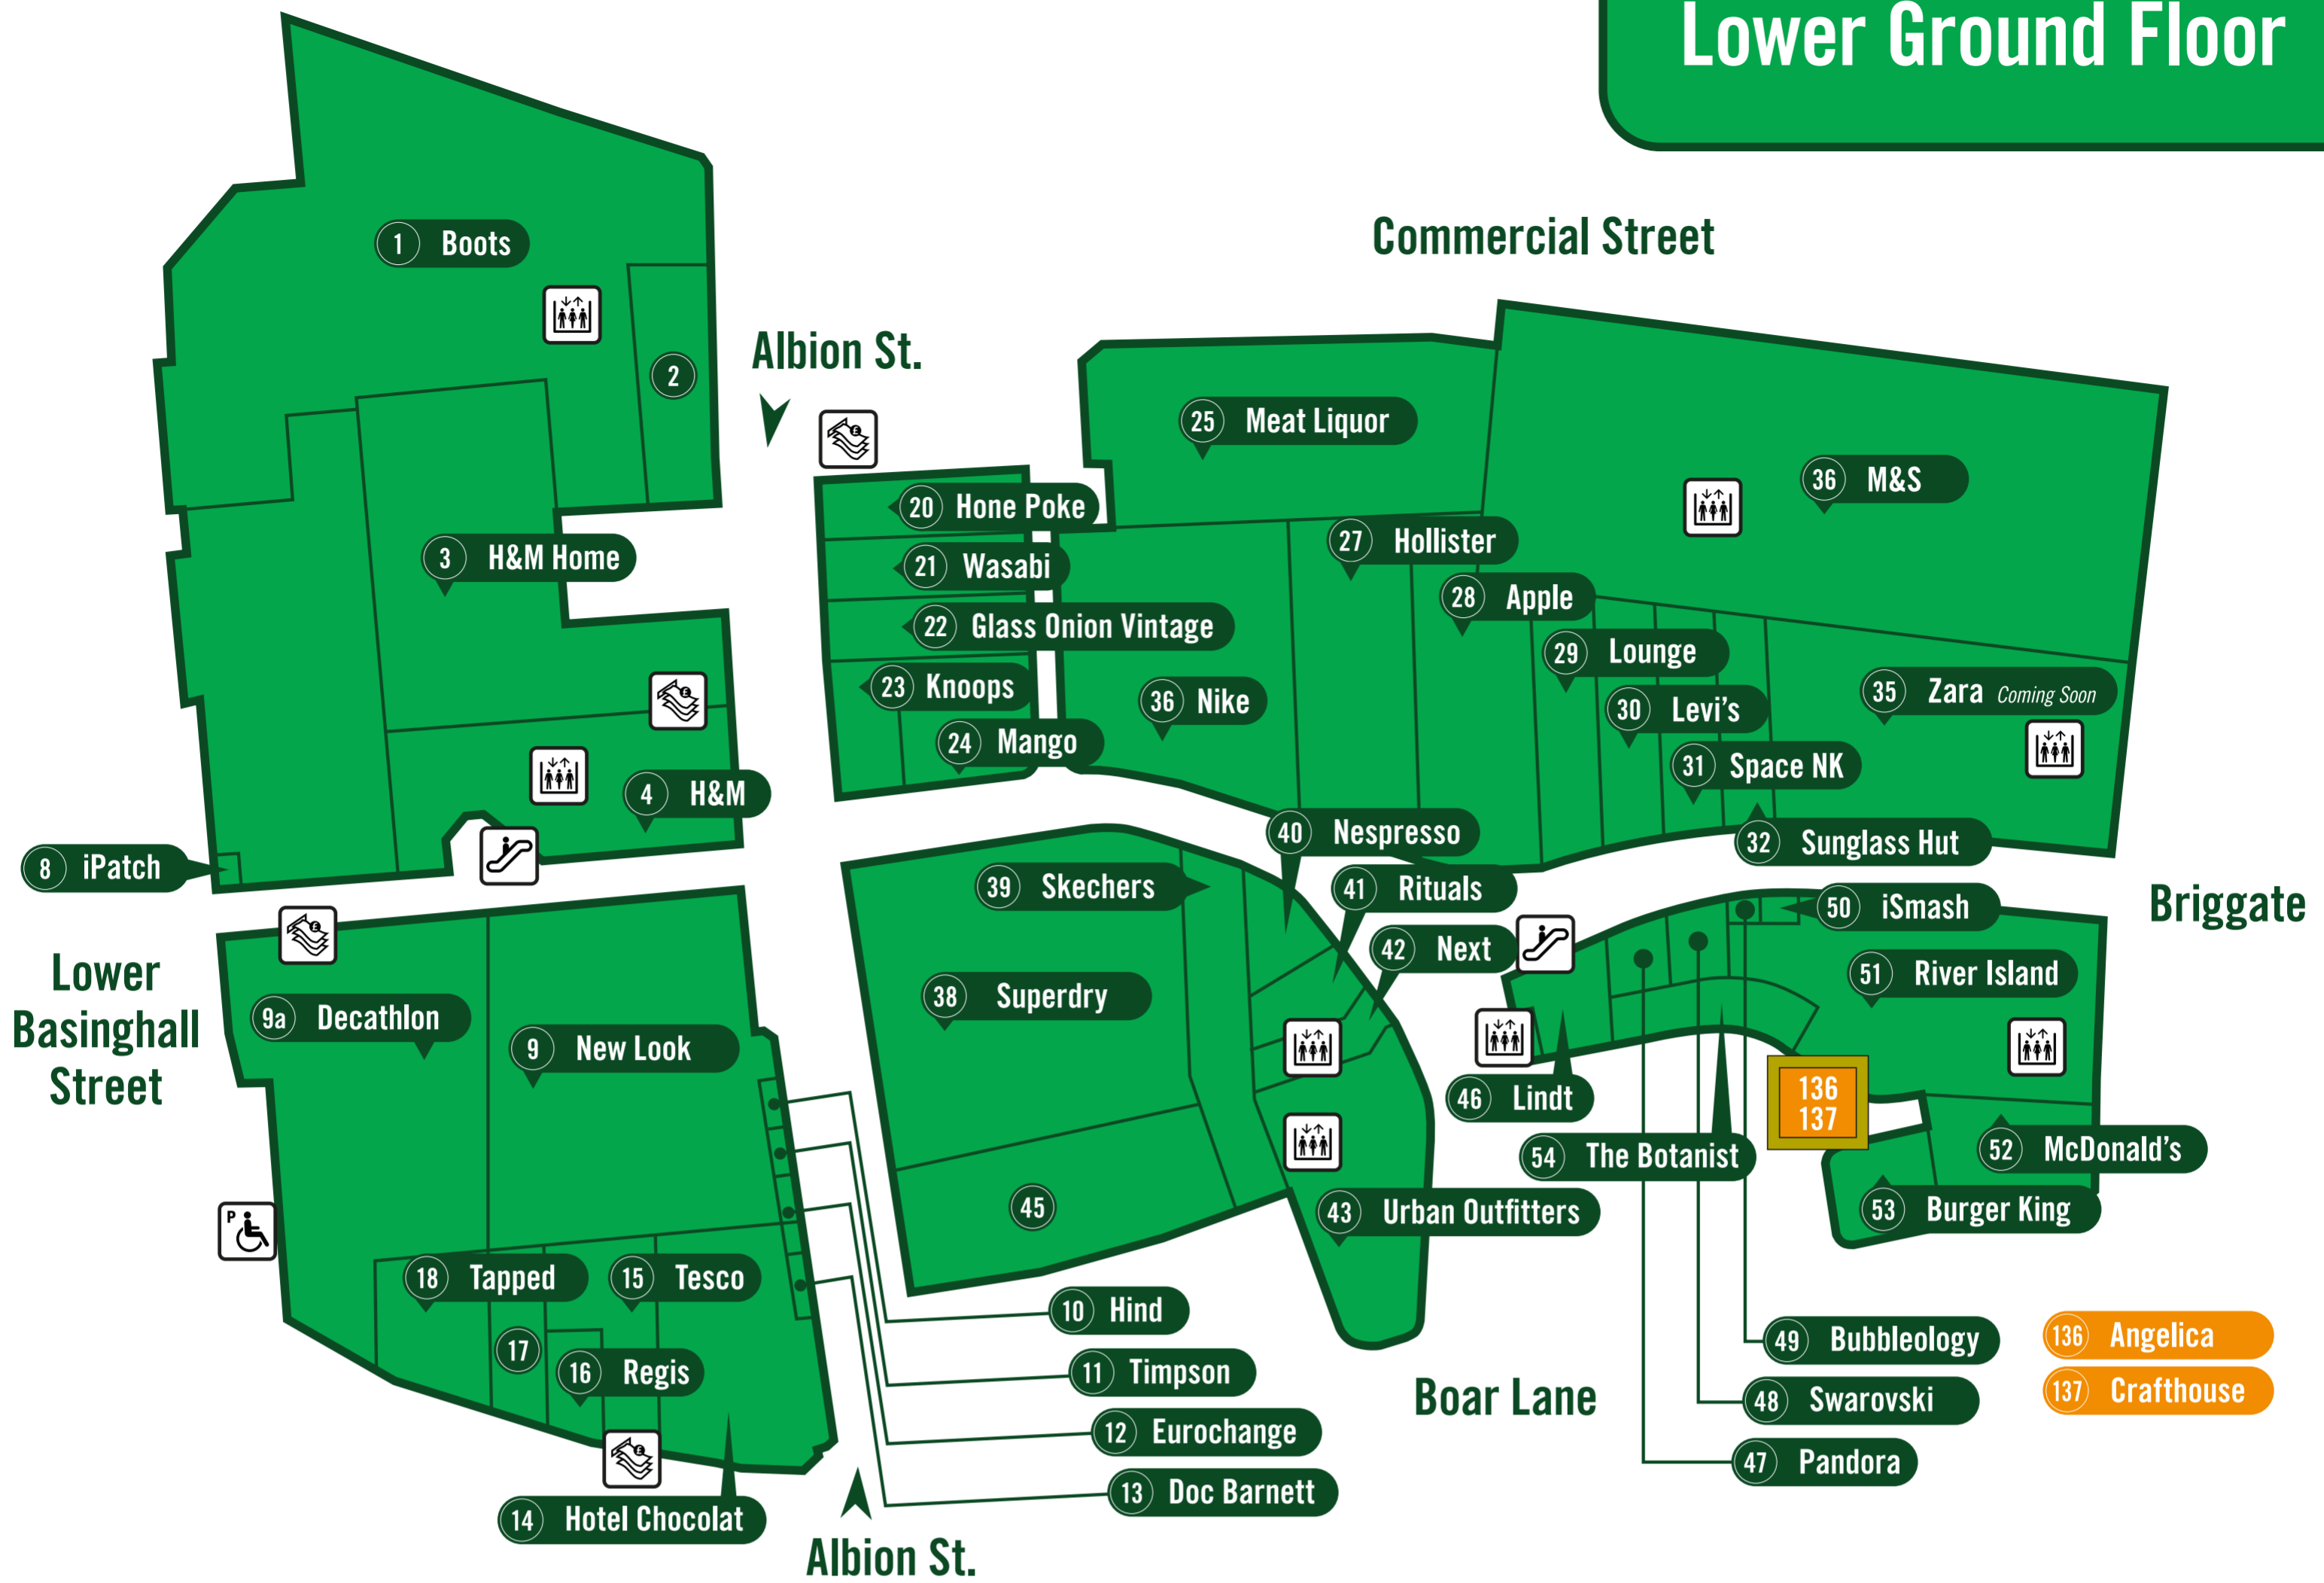 Lower Ground Floor
Commercial Street
1 Boots
2
Albion St.
3 H&M Home
4 H&M
8 iPatch
20 Hone Poke
21 Wasabi
22 Glass Onion Vintage
23 Knoops
24 Mango
25 Meat Liquor
36 Nike
27 Hollister
28 Apple
29 Lounge
30 Levi's
31 Space NK
32 Sunglass Hut
36 M&S
35 Zara Coming Soon
Briggate
Lower
Basinghall
Street
9a Decathlon
9 New Look
P
18 Tapped
17
15 Tesco
16 Regis
14 Hotel Chocolat
10 Hind
11 Timpson
12 Eurochange
13 Doc Barnett
Albion St.
38 Superdry
39 Skechers
40 Nespresso
41 Rituals
42 Next
43 Urban Outfitters
45
46 Lindt
54 The Botanist
50 iSmash
51 River Island
136
137
52 McDonald's
53 Burger King
Boar Lane
49 Bubbleology
48 Swarovski
47 Pandora
136 Angelica
137 Crafthouse